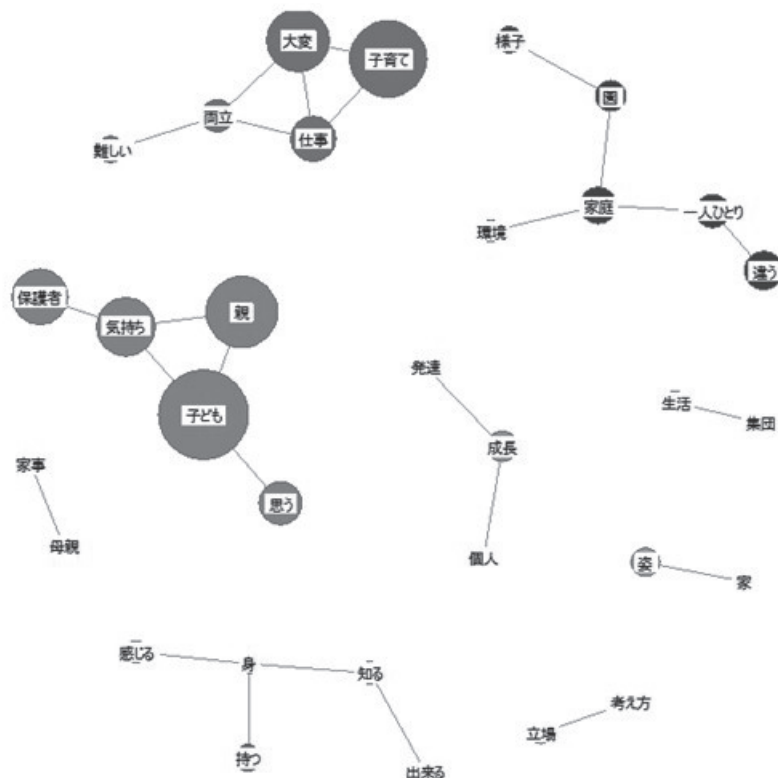 大変
子育て
様子
園
両立
仕事
難しい
家庭
一人ひとり
環境
違う
保護者
気持ち
親
発達
生活
集団
子ども
成長
家事
思う
母親
個人
姿
家
感じる
身
知る
考え方
立場
持つ
出来る